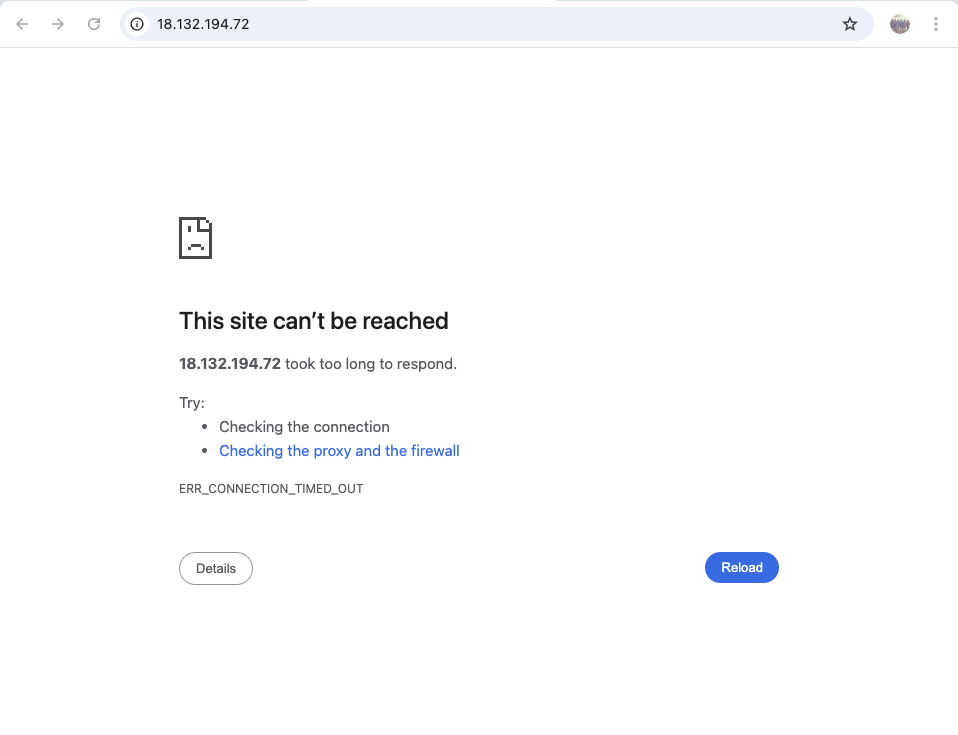 18.132.194.72
This site can’t be reached
18.132.194.72 took too long to respond.
Try:
Checking the connection
Checking the proxy and the firewall
ERR_CONNECTION_TIMED_OUT
Details
Reload